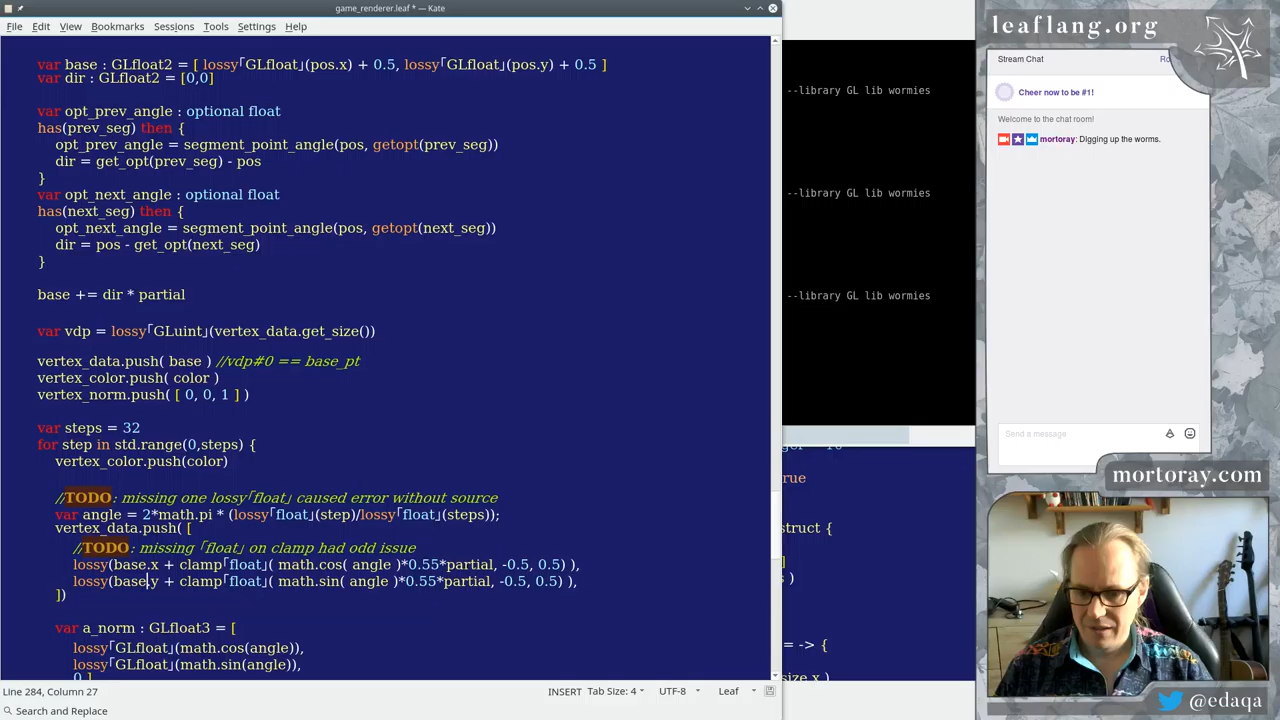 game_renderer.leaf * — Kate
File Edit View Bookmarks Sessions Tools Settings Help
var base : GLfloat2 = [ lossy「GLfloat」(pos.x) + 0.5, lossy「GLfloat」(pos.y) + 0.5 ]
var dir : GLfloat2 = [0,0]
var opt_prev_angle : optional float
has(prev_seg) then {
opt_prev_angle = segment_point_angle(pos, getopt(prev_seg))
dir = get_opt(prev_seg) - pos
}
var opt_next_angle : optional float
has(next_seg) then {
opt_next_angle = segment_point_angle(pos, getopt(next_seg))
dir = pos - get_opt(next_seg)
}
base += dir * partial
var vdp = lossy「GLuint」(vertex_data.get_size())
vertex_data.push( base ) //vdp#0 == base_pt
vertex_color.push( color )
vertex_norm.push( [ 0, 0, 1 ] )
var steps = 32
for step in std.range(0,steps) {
vertex_color.push(color)
//TODO: missing one lossy「float」 caused error without source
var angle = 2*math.pi * (lossy「float」(step)/lossy「float」(steps));
vertex_data.push( [
//TODO: missing 「float」 on clamp had odd issue
lossy(base.x + clamp「float」( math.cos( angle )*0.55*partial, -0.5, 0.5) ),
lossy(base.y + clamp「float」( math.sin( angle )*0.55*partial, -0.5, 0.5) ),
])
var a_norm : GLfloat3 = [
lossy「GLfloat」(math.cos(angle)),
lossy「GLfloat」(math.sin(angle)),
0 ]
Line 284, Column 27 INSERT Tab Size: 4 UTF-8 Leaf
Search and Replace
--library GL lib wormies
--library GL lib wormies
--library GL lib wormies
rue
struct {
]
)
= -> {
size x )
leaflang.org
Stream Chat
Cheer now to be #1!
Welcome to the chat room!
mortoray: Digging up the worms.
Send a message
mortoray.com
@edaqa